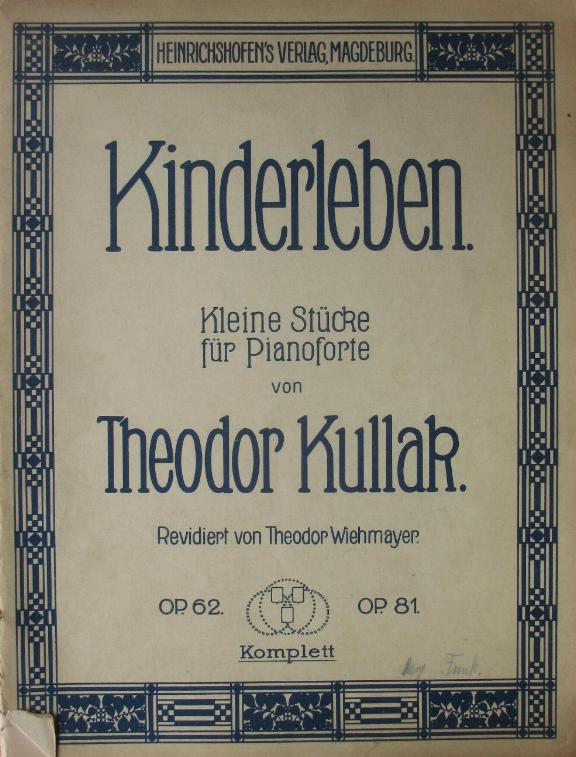 HEINRICHSHOFEN'S VERLAG, MAGDEBURG.
Kinderleben.
Kleine Stücke
für Pianoforte
von
Theodor Kullak.
Revidiert von Theodor Wiehmayer.
OP. 62. OP. 81.
Komplett